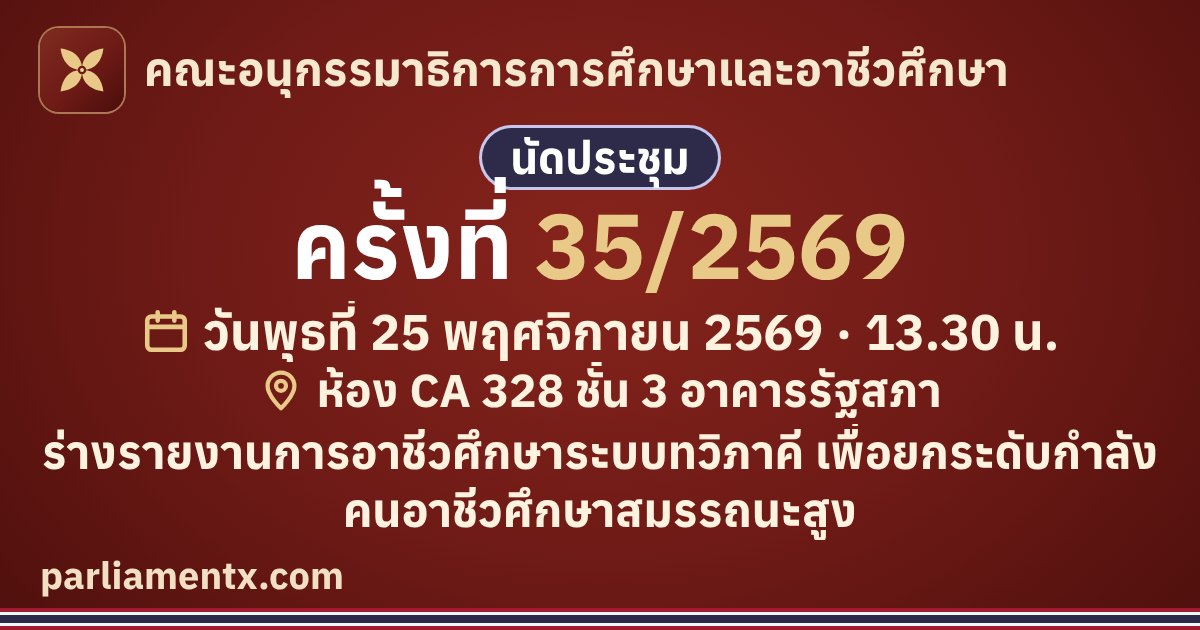 คณะอนุกรรมาธิการการศึกษาและอาชีวศึกษา
นัดประชุม
ครั้งที่ 35/2569
วันพุธที่ 25 พฤศจิกายน 2569 · 13.30 น.
ห้อง CA 328 ชั้น 3 อาคารรัฐสภา
ร่างรายงานการอาชีวศึกษาระบบทวิภาคี เพื่อยกระดับกำลัง
คนอาชีวศึกษาสมรรถนะสูง
parliamentx.com